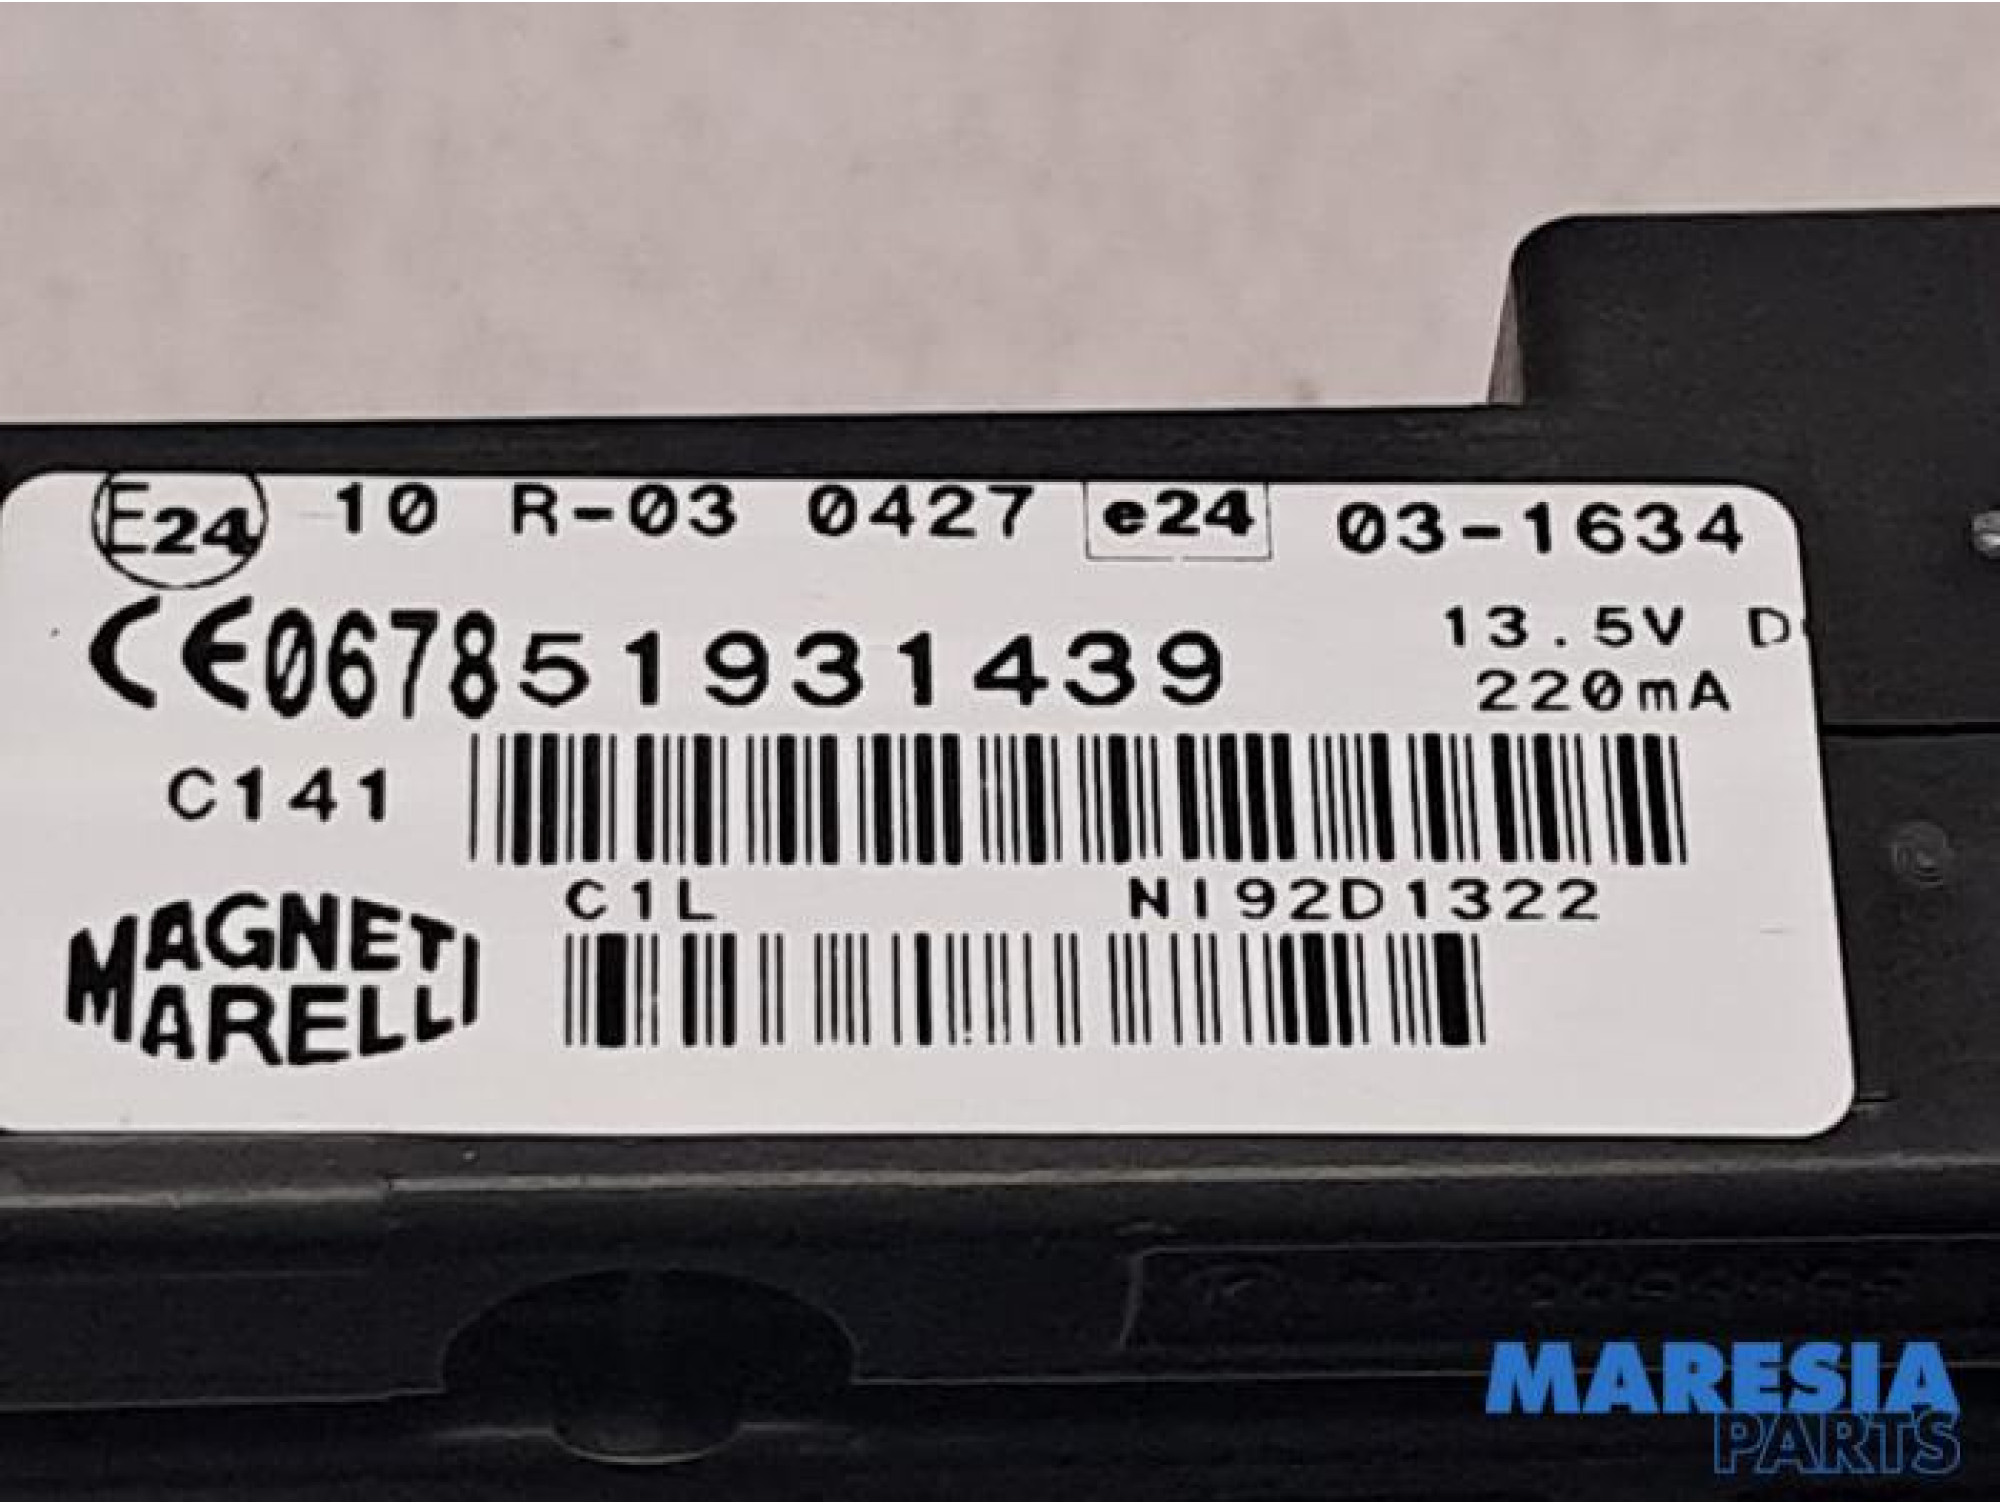 E24 10 R-03 0427 e24 03-1634
CE0678 51931439 13.5V D
220mA
C141
C1L NI92D1322
MAGNETI
MARELLI
MARESIA
PARTS